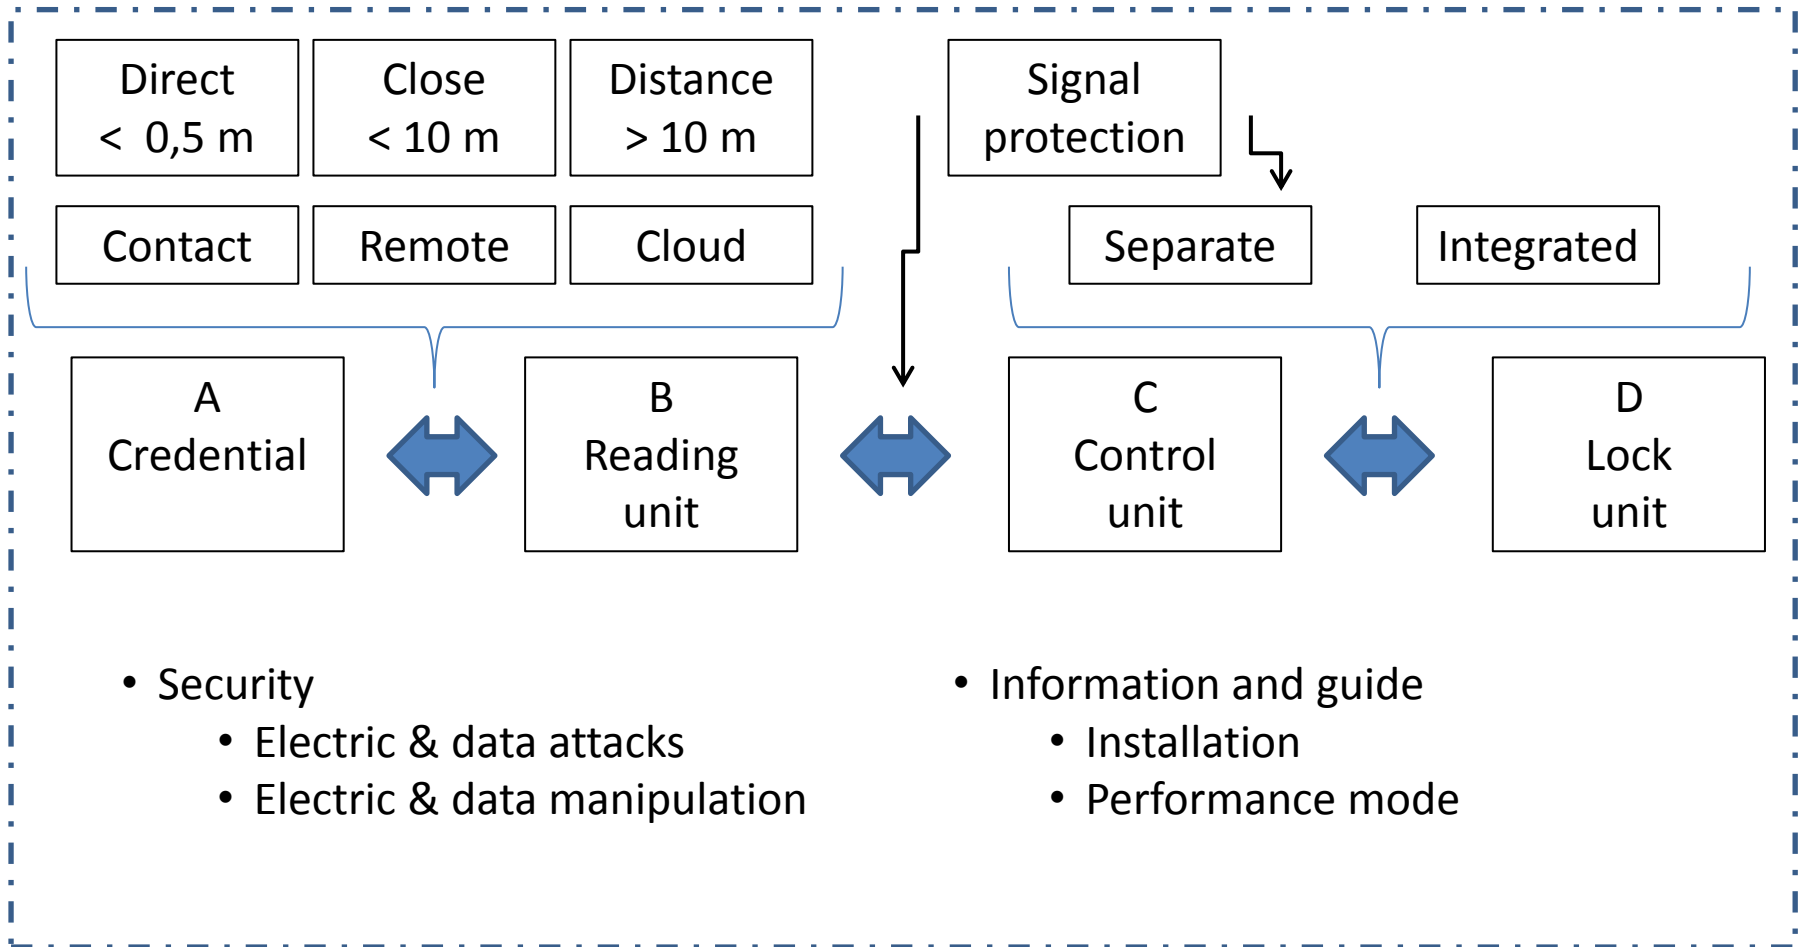 Direct
< 0,5 m
Close
< 10 m
Distance
> 10 m
Signal
protection
Contact
Remote
Cloud
Separate
Integrated
A
Credential
B
Reading
unit
C
Control
unit
D
Lock
unit
• Security
• Electric & data attacks
• Electric & data manipulation
• Information and guide
• Installation
• Performance mode